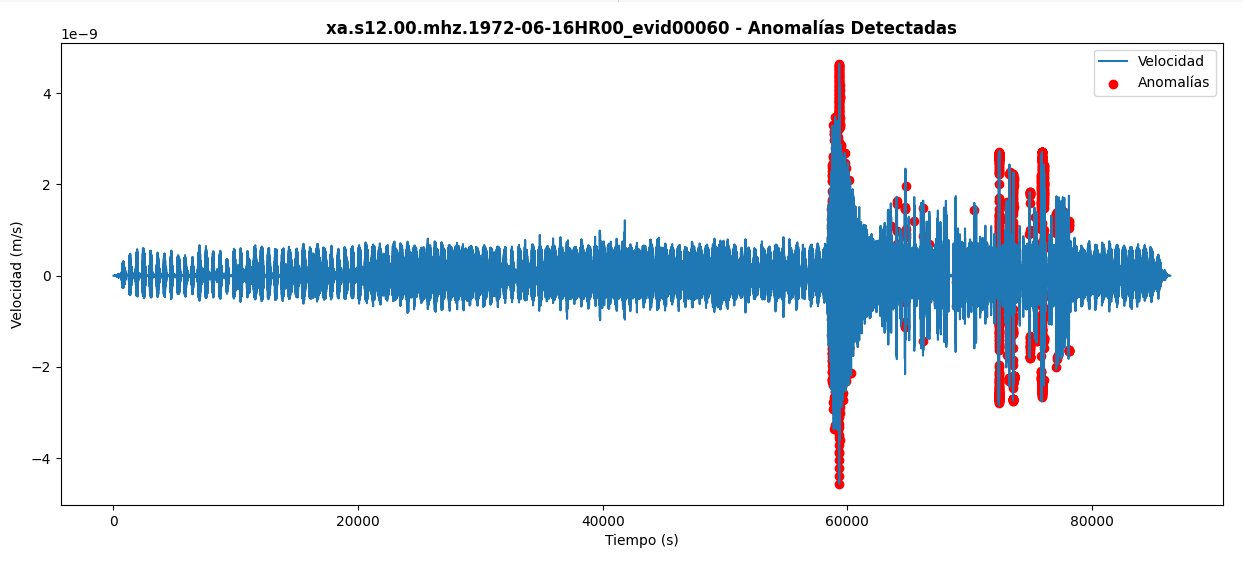 xa.s12.00.mhz.1972-06-16HR00_evid00060 - Anomalías Detectadas
1e−9
Velocidad
Anomalías
4
2
0
−2
−4
Velocidad (m/s)
0 20000 40000 60000 80000
Tiempo (s)